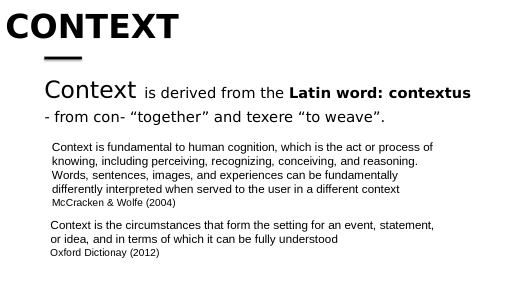 CONTEXT
Context is derived from the Latin word: contextus
- from con- “together” and texere “to weave”.
Context is fundamental to human cognition, which is the act or process of
knowing, including perceiving, recognizing, conceiving, and reasoning.
Words, sentences, images, and experiences can be fundamentally
differently interpreted when served to the user in a different context
McCracken & Wolfe (2004)
Context is the circumstances that form the setting for an event, statement,
or idea, and in terms of which it can be fully understood
Oxford Dictionay (2012)